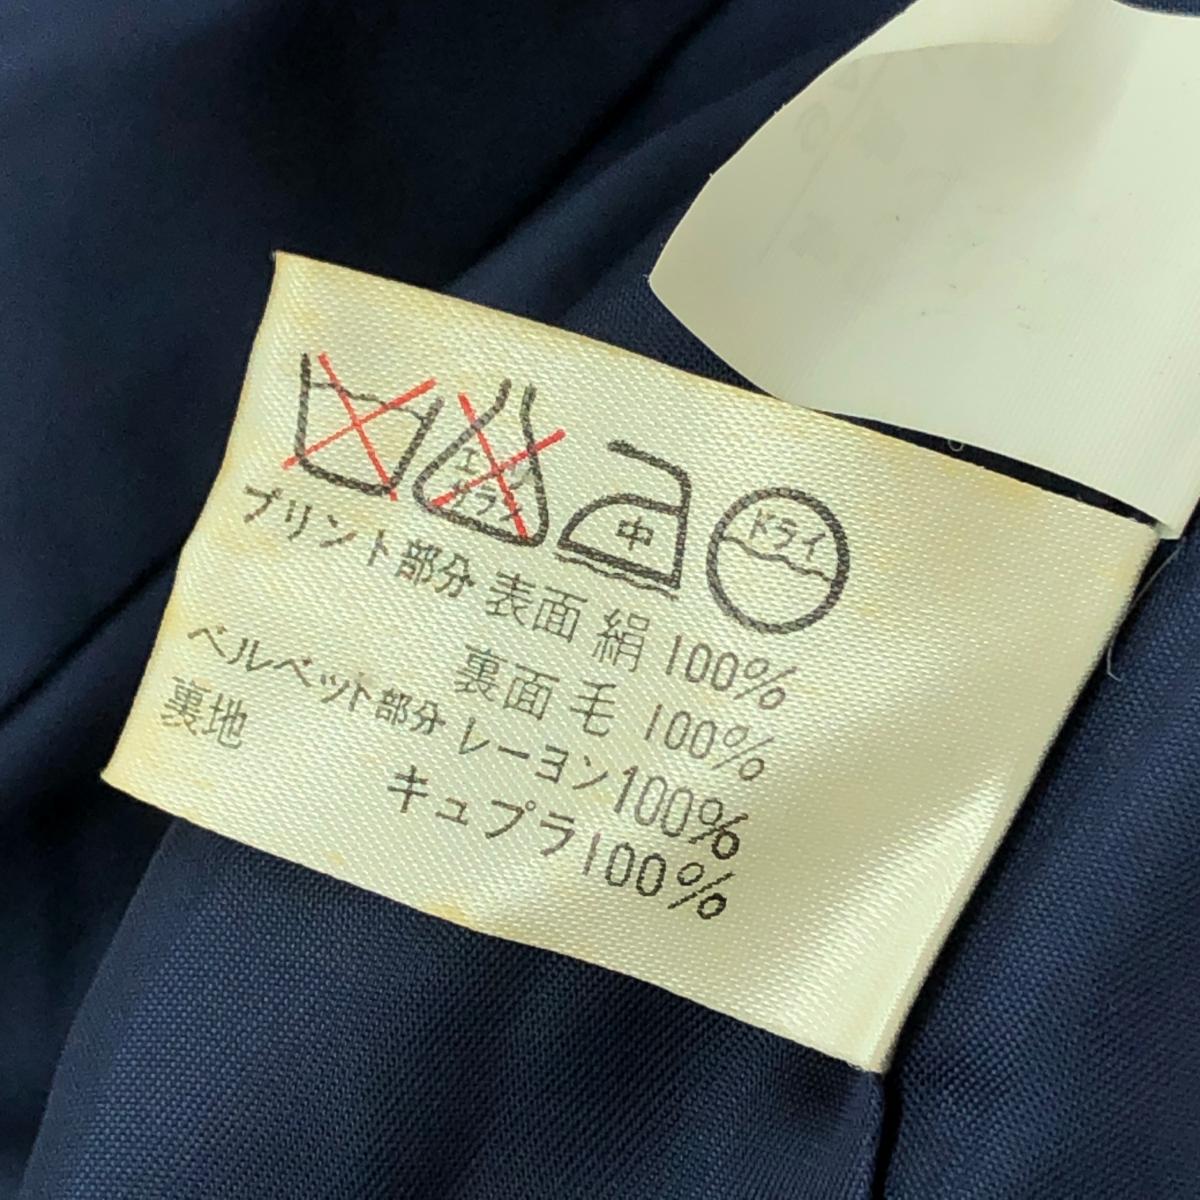 エンソ
サラシ
中
ドライ
プリント部分 表面 絹 100%
裏面 毛 100%
ベルベット部分 レーヨン100%
裏地 キュプラ100%